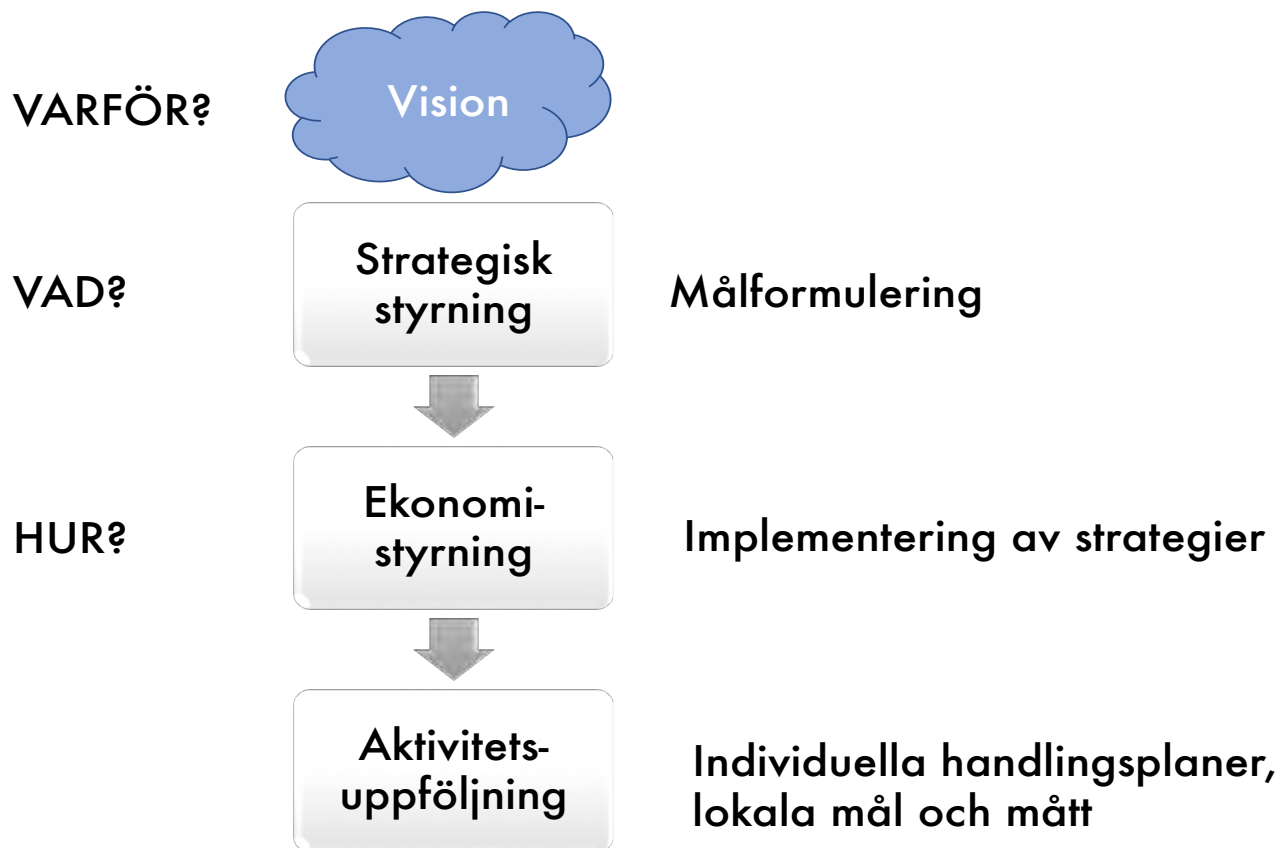 VARFÖR?
Vision
VAD?
Strategisk
styrning
Målformulering
HUR?
Ekonomi-
styrning
Implementering av strategier
Aktivitets-
uppföljning
Individuella handlingsplaner,
lokala mål och mått